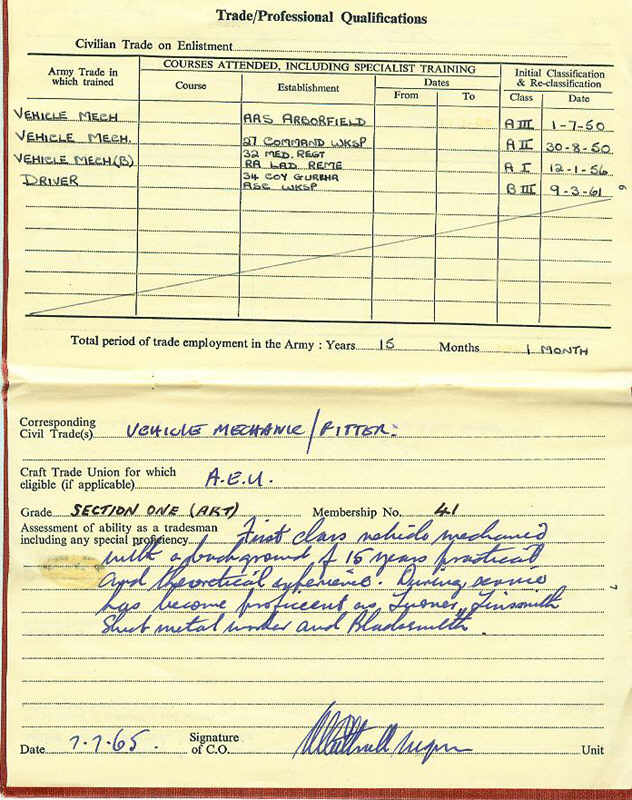 Trade/Professional Qualifications
Civilian Trade on Enlistment
Army Trade in which trained
COURSES ATTENDED, INCLUDING SPECIALIST TRAINING
Initial Classification & Re-classification
Course Establishment Dates
From To Class Date
VEHICLE MECH AAS ARBORFIELD A III 1-7-50
VEHICLE MECH. 27 COMMAND WKSP A II 30-8-50
VEHICLE MECH(B) 32 MED. REGT RA LAD REME A I 12-1-56
DRIVER 34 COY GURKHA ASC WKSP B III 9-3-61
6
Total period of trade employment in the Army : Years 15 Months 1 MONTH
Corresponding Civil Trade(s) VEHICLE MECHANIC/FITTER.
Craft Trade Union for which eligible (if applicable) A.E.U.
Grade SECTION ONE (ART) Membership No. 41
Assessment of ability as a tradesman including any special proficiency First class vehicle mechanic
with a background of 15 years practical
and theoretical experience. During service
has become proficient as Turner, Tinsmith
Sheet metal worker and Bladesmith.
7
Date 7-7-65. Signature of C.O. Unit